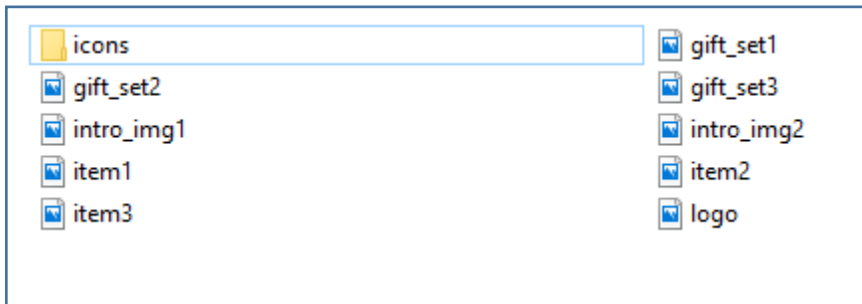 icons
gift_set1
gift_set2
gift_set3
intro_img1
intro_img2
item1
item2
item3
logo